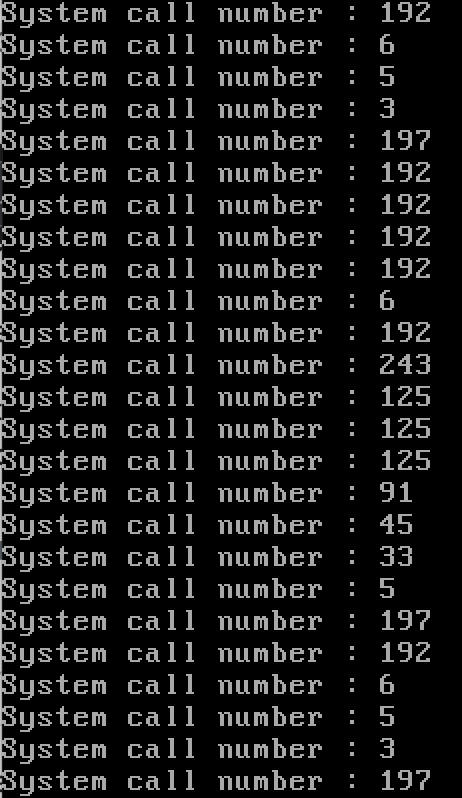 System call number : 192
System call number : 6
System call number : 5
System call number : 3
System call number : 197
System call number : 192
System call number : 192
System call number : 192
System call number : 192
System call number : 6
System call number : 192
System call number : 243
System call number : 125
System call number : 125
System call number : 125
System call number : 91
System call number : 45
System call number : 33
System call number : 5
System call number : 197
System call number : 192
System call number : 6
System call number : 5
System call number : 3
System call number : 197